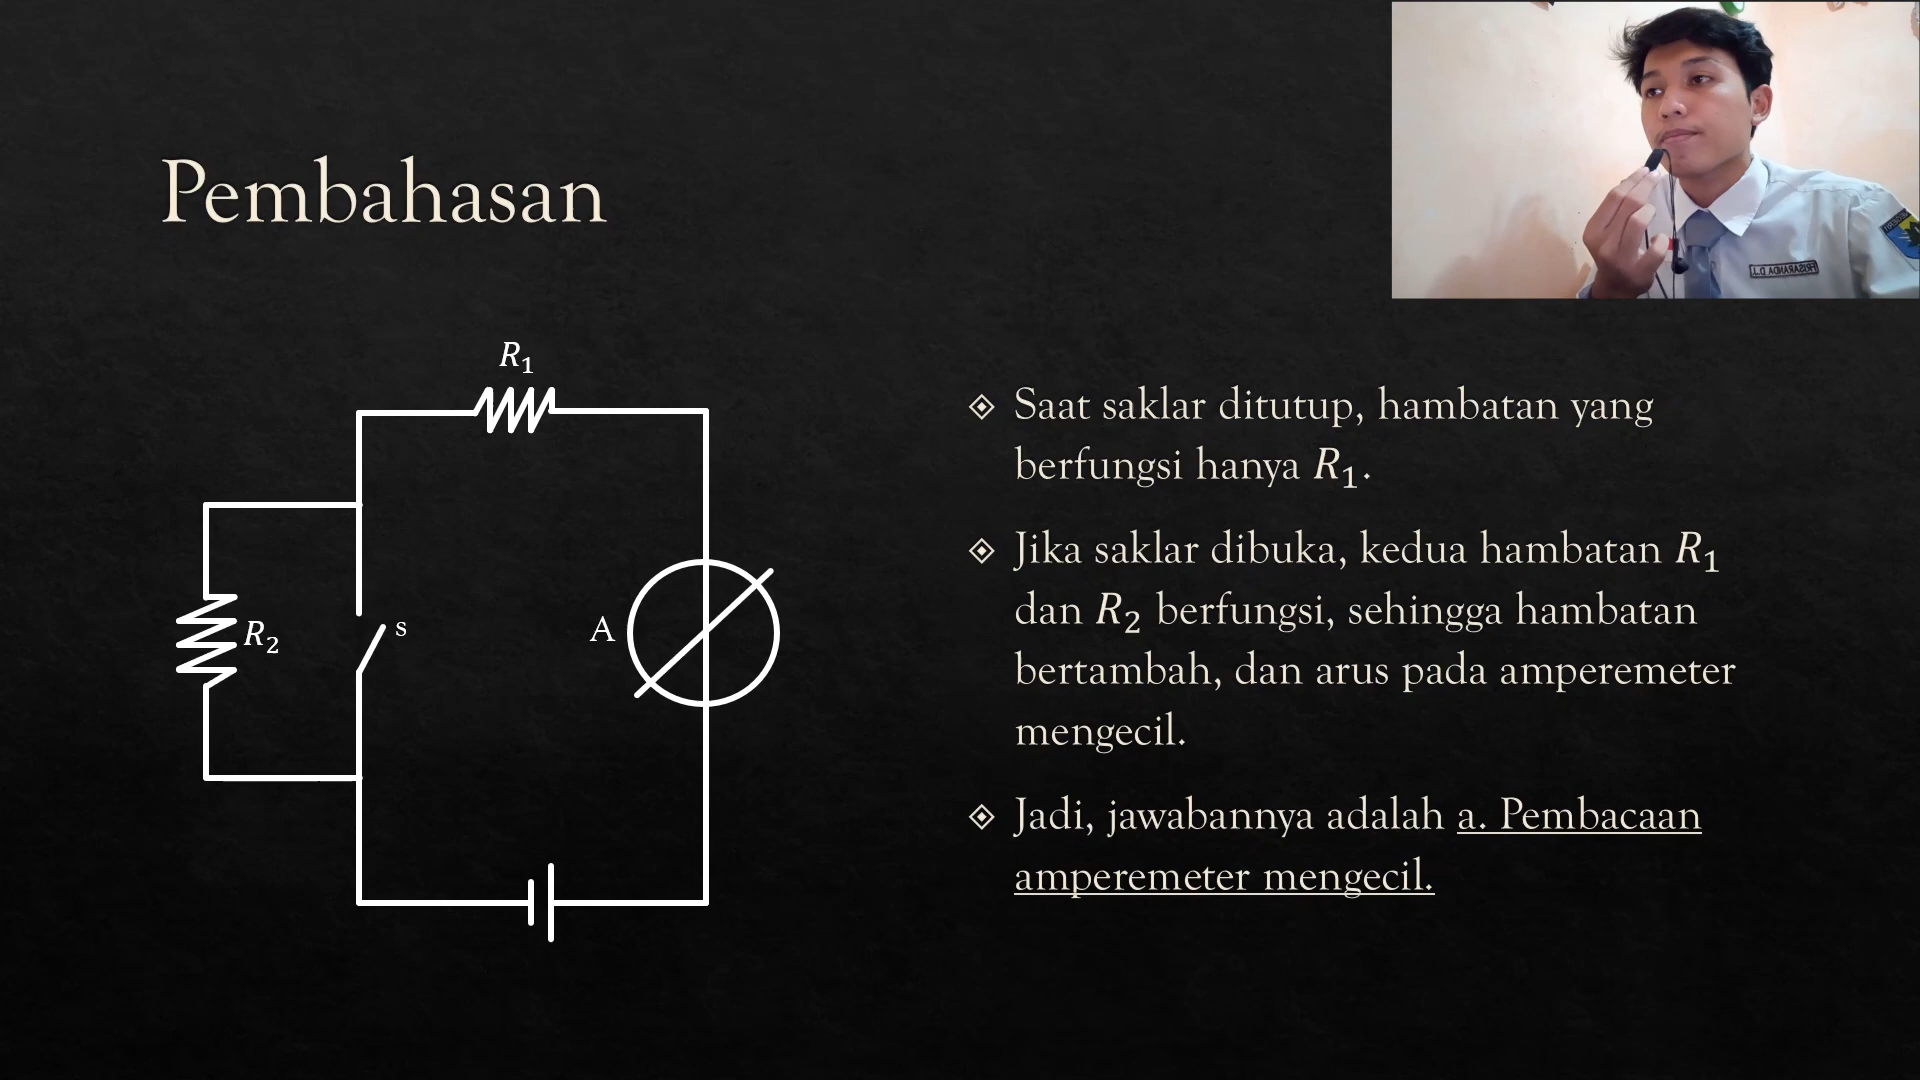 Pembahasan
R₁
R₂
s
A
Saat saklar ditutup, hambatan yang
berfungsi hanya R₁.
Jika saklar dibuka, kedua hambatan R₁
dan R₂ berfungsi, sehingga hambatan
bertambah, dan arus pada amperemeter
mengecil.
Jadi, jawabannya adalah a. Pembacaan
amperemeter mengecil.
FRISARANDA D.J.